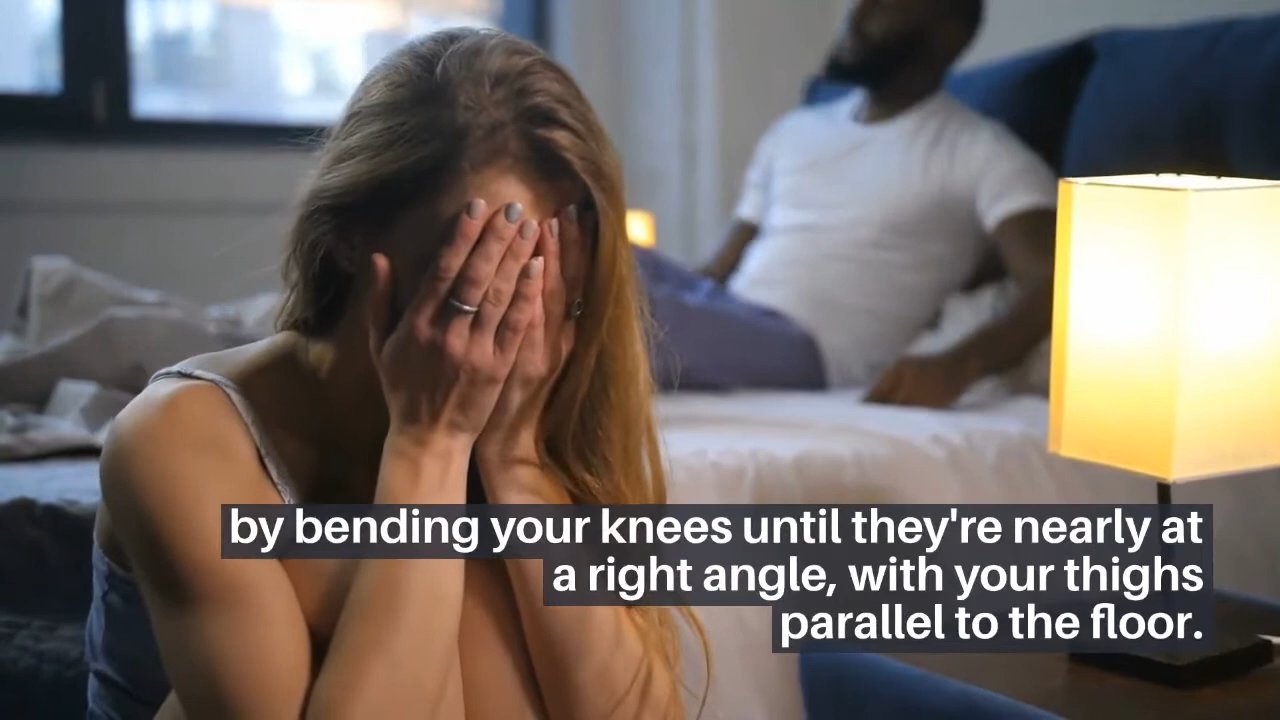 by bending your knees until they're nearly at
a right angle, with your thighs
parallel to the floor.